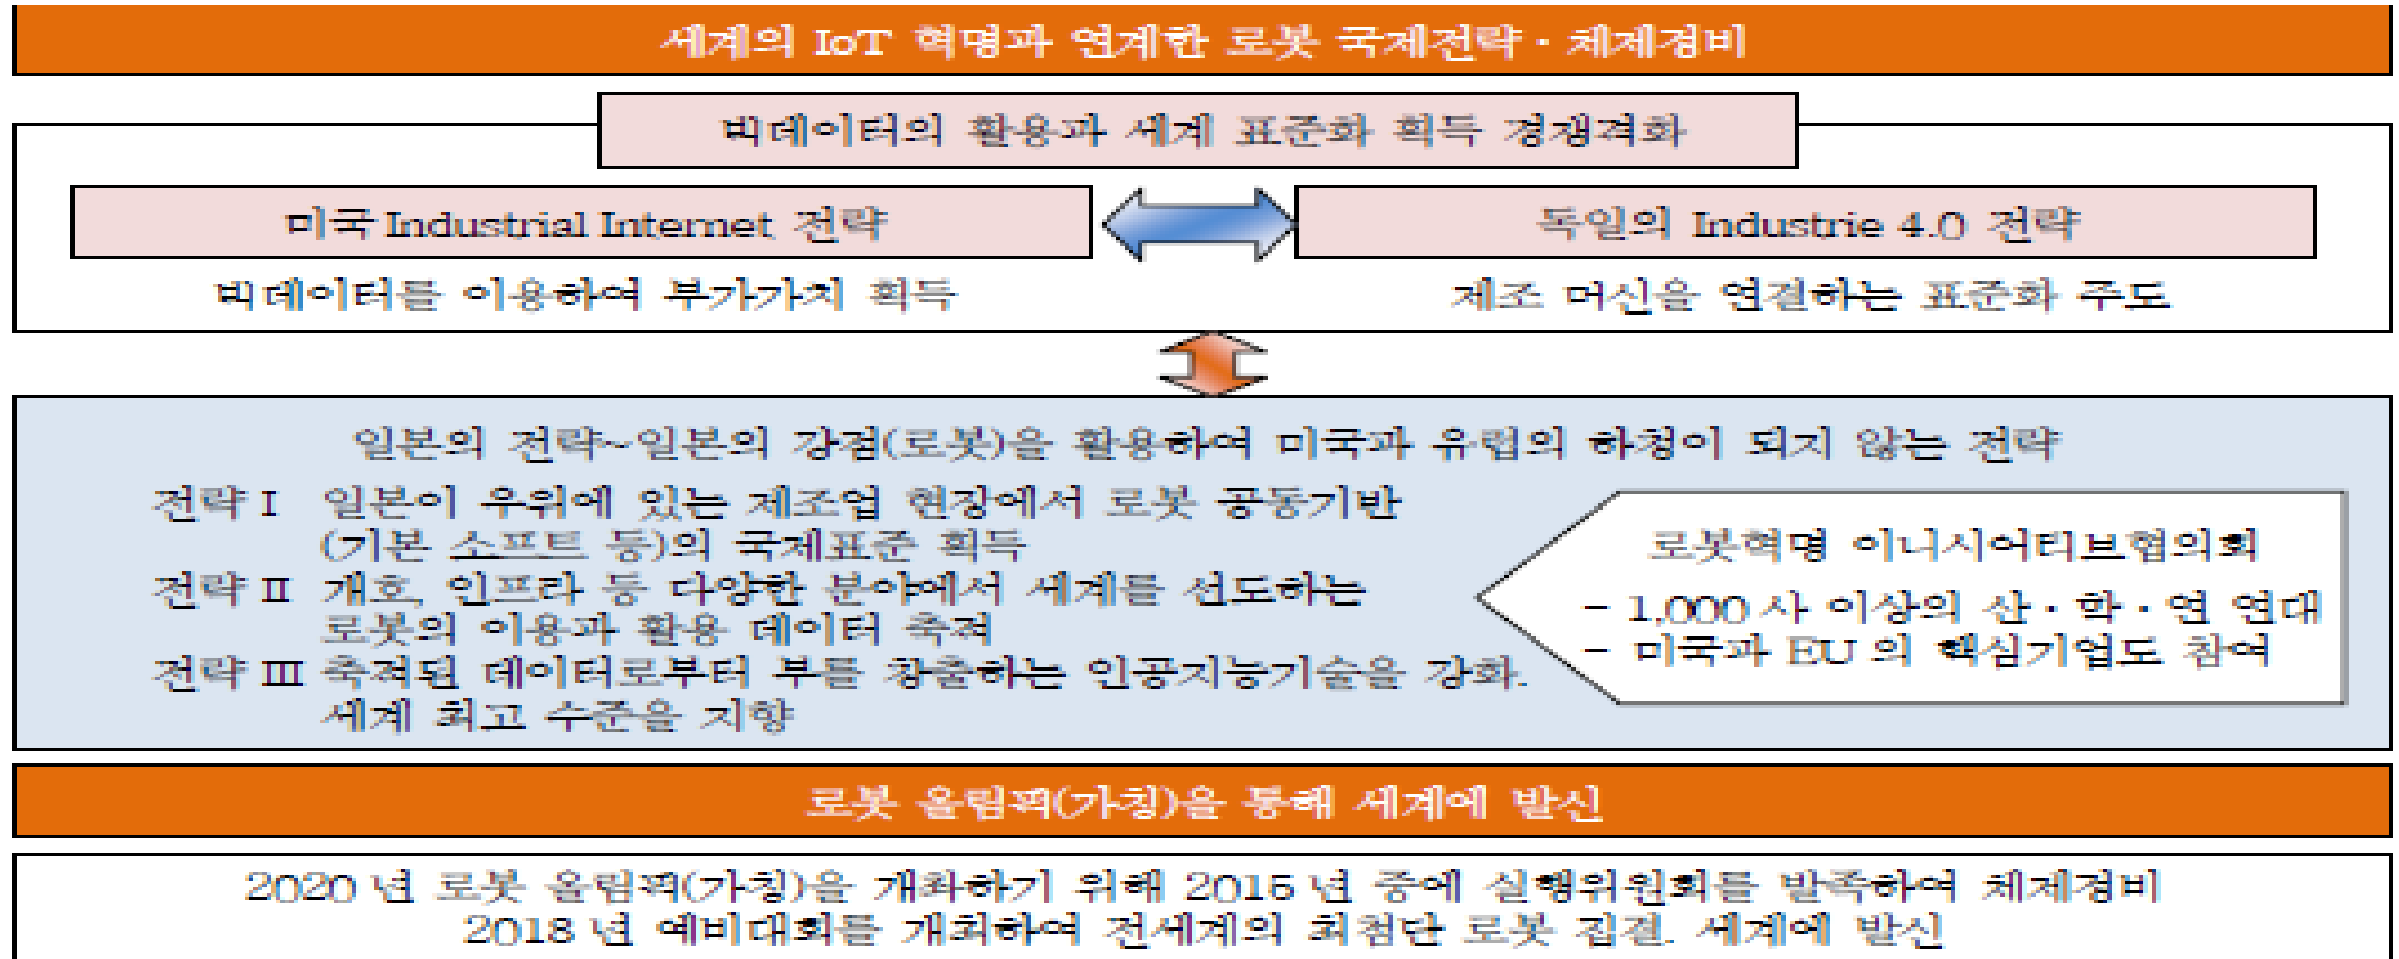 세계의 IoT 혁명과 연계한 로봇 국제전략 · 체제정비
빅데이터의 활용과 세계 표준화 획득 경쟁격화
미국 Industrial Internet 전략
독일의 Industrie 4.0 전략
빅데이터를 이용하여 부가가치 획득
제조 머신을 연결하는 표준화 주도
일본의 전략~일본의 강점(로봇)을 활용하여 미국과 유럽의 하청이 되지 않는 전략
전략 Ⅰ 일본이 우위에 있는 제조업 현장에서 로봇 공동기반
(기본 소프트 등)의 국제표준 획득
전략 Ⅱ 개호, 인프라 등 다양한 분야에서 세계를 선도하는
로봇의 이용과 활용 데이터 축적
전략 Ⅲ 축적된 데이터로부터 부를 창출하는 인공지능기술을 강화.
세계 최고 수준을 지향
로봇혁명 이니시어티브협의회
- 1,000 사 이상의 산 · 학 · 연 연대
- 미국과 EU 의 핵심기업도 참여
로봇 올림픽(가칭)을 통해 세계에 발신
2020 년 로봇 올림픽(가칭)을 개최하기 위해 년 중에 실행위원회를 발족하여 체제정비
2018 년 예비대회를 개최하여 전세계의 최첨단 로봇 집결. 세계에 발신